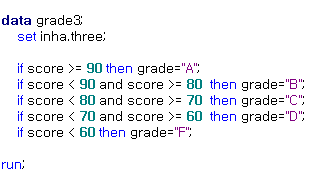 data grade3;
set inha.three;
if score >= 90 then grade="A";
if score < 90 and score >= 80 then grade="B";
if score < 80 and score >= 70 then grade="C";
if score < 70 and score >= 60 then grade="D";
if score < 60 then grade="F";
run;